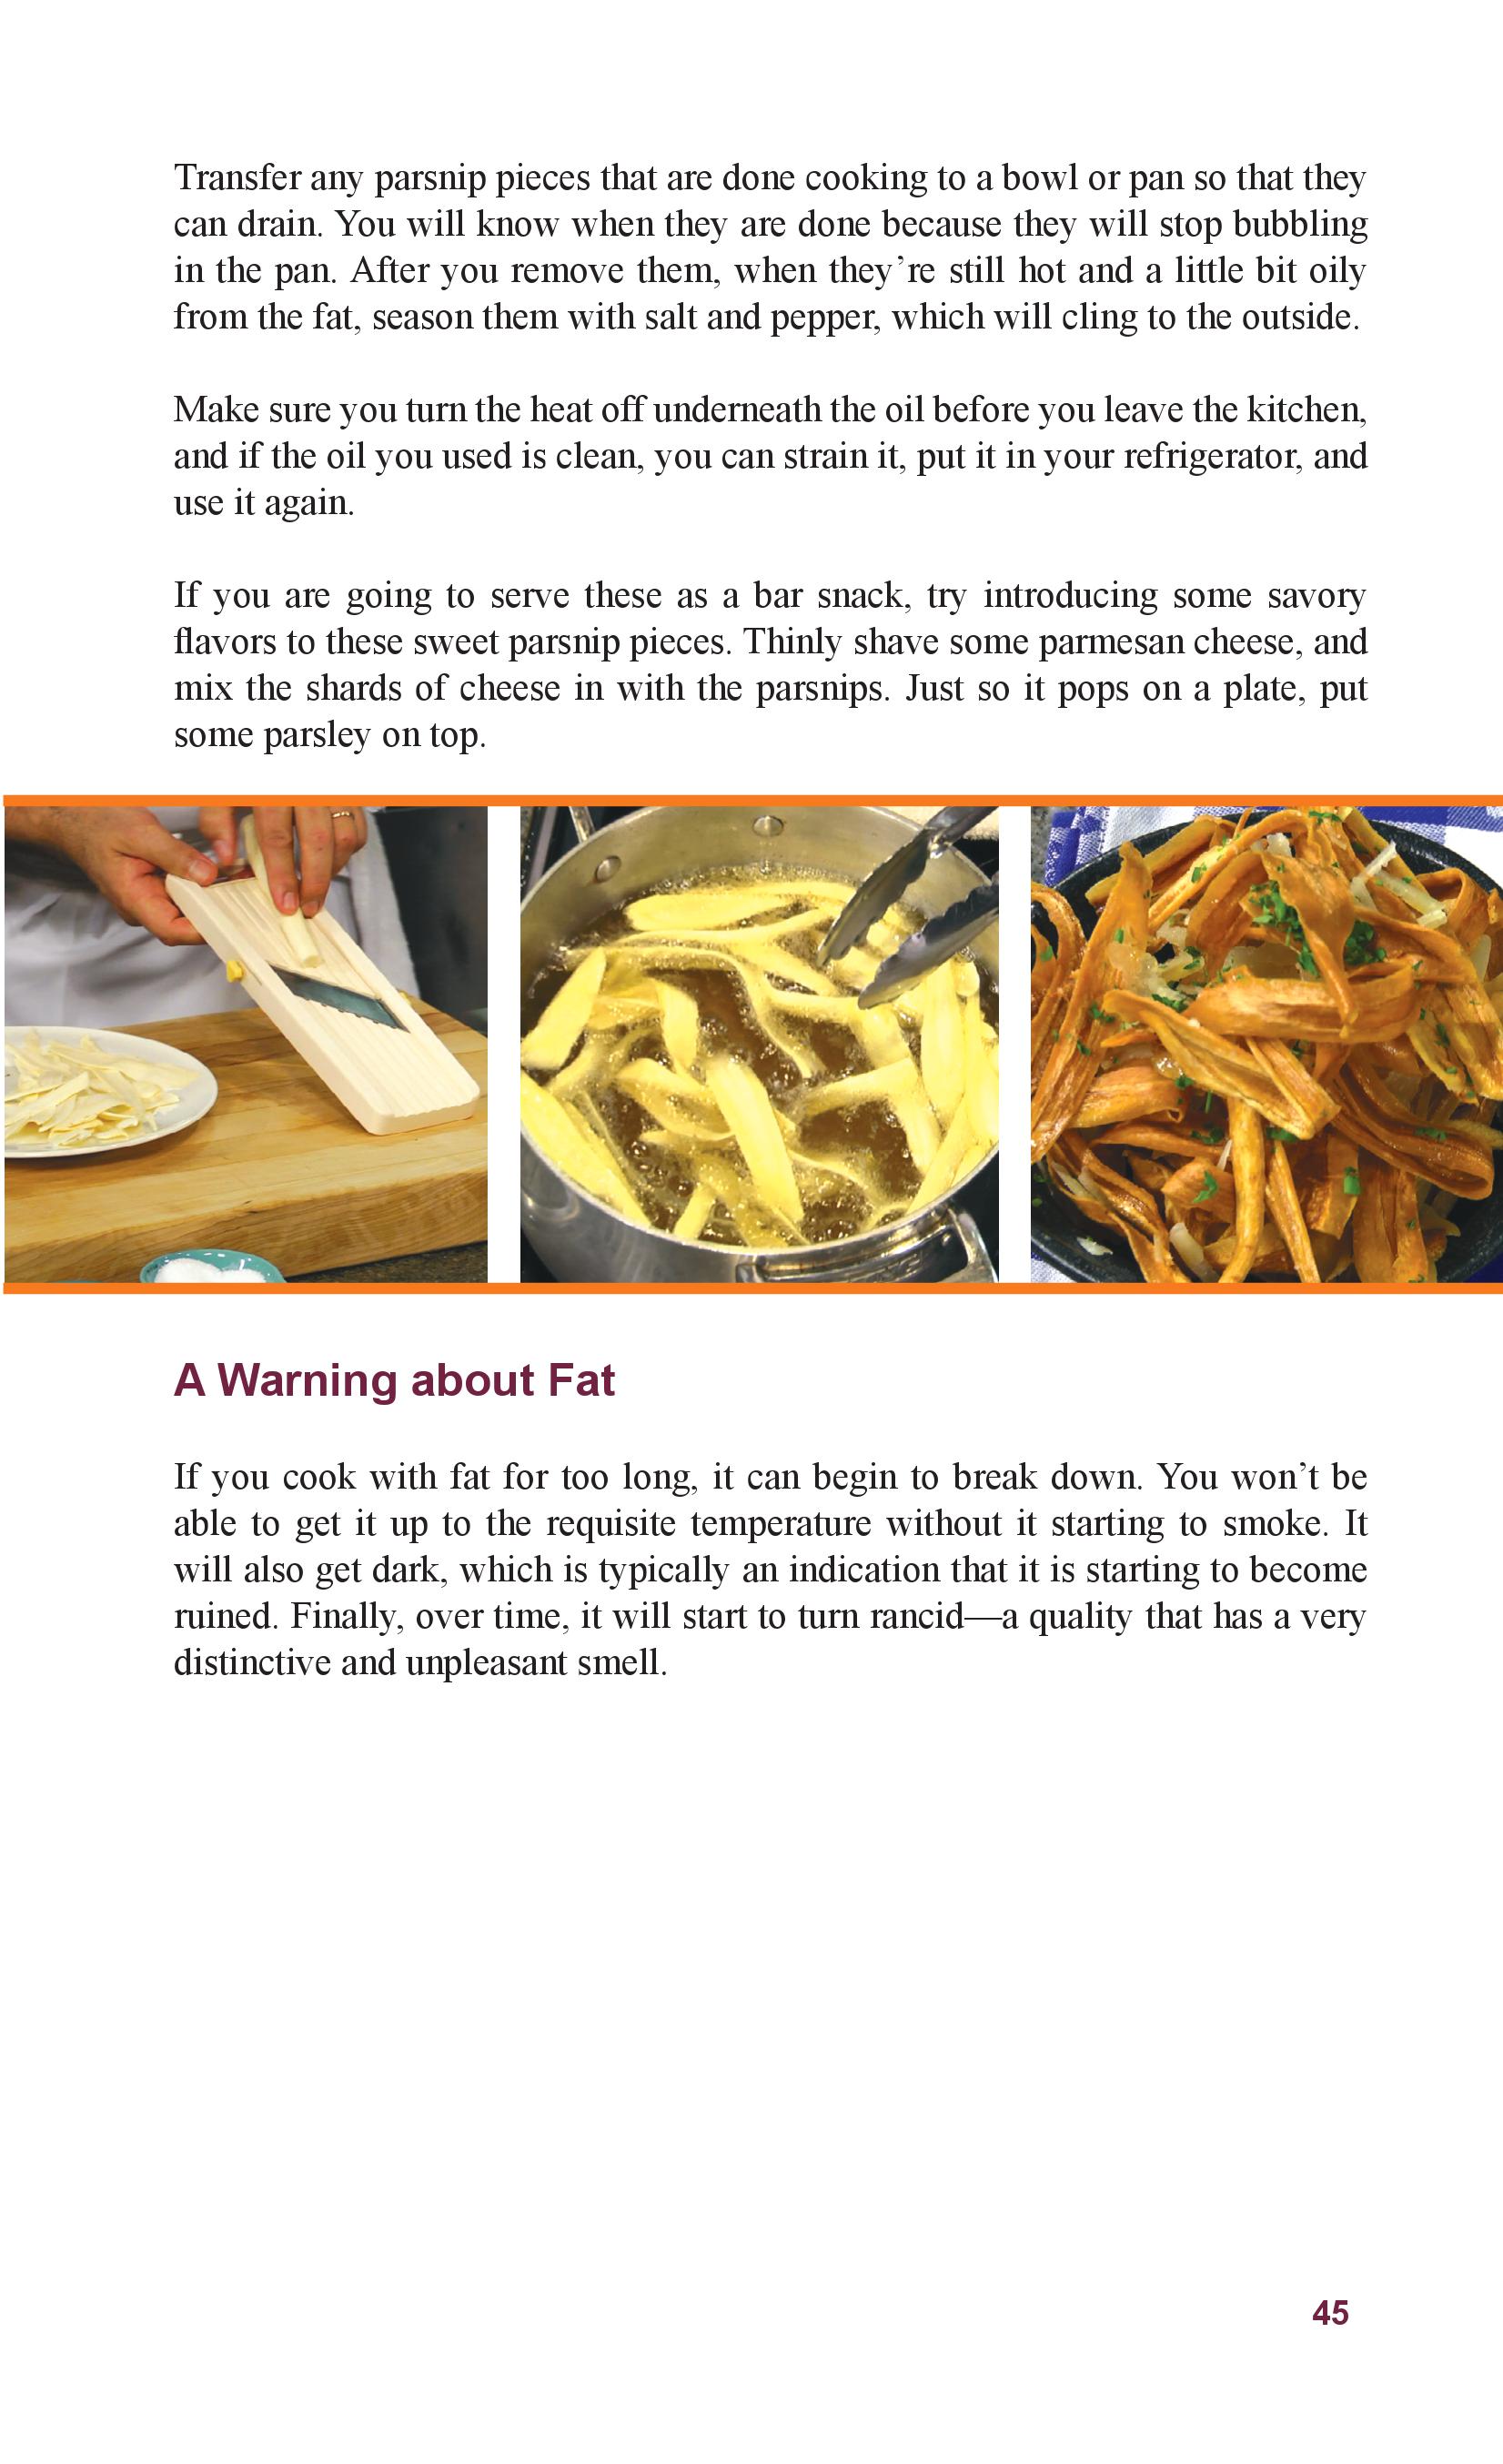 Transfer any parsnip pieces that are done cooking to a bowl or pan so that they
can drain. You will know when they are done because they will stop bubbling
in the pan. After you remove them, when they’re still hot and a little bit oily
from the fat, season them with salt and pepper, which will cling to the outside.
Make sure you turn the heat off underneath the oil before you leave the kitchen,
and if the oil you used is clean, you can strain it, put it in your refrigerator, and
use it again.
If you are going to serve these as a bar snack, try introducing some savory
flavors to these sweet parsnip pieces. Thinly shave some parmesan cheese, and
mix the shards of cheese in with the parsnips. Just so it pops on a plate, put
some parsley on top.
A Warning about Fat
If you cook with fat for too long, it can begin to break down. You won’t be
able to get it up to the requisite temperature without it starting to smoke. It
will also get dark, which is typically an indication that it is starting to become
ruined. Finally, over time, it will start to turn rancid—a quality that has a very
distinctive and unpleasant smell.
45